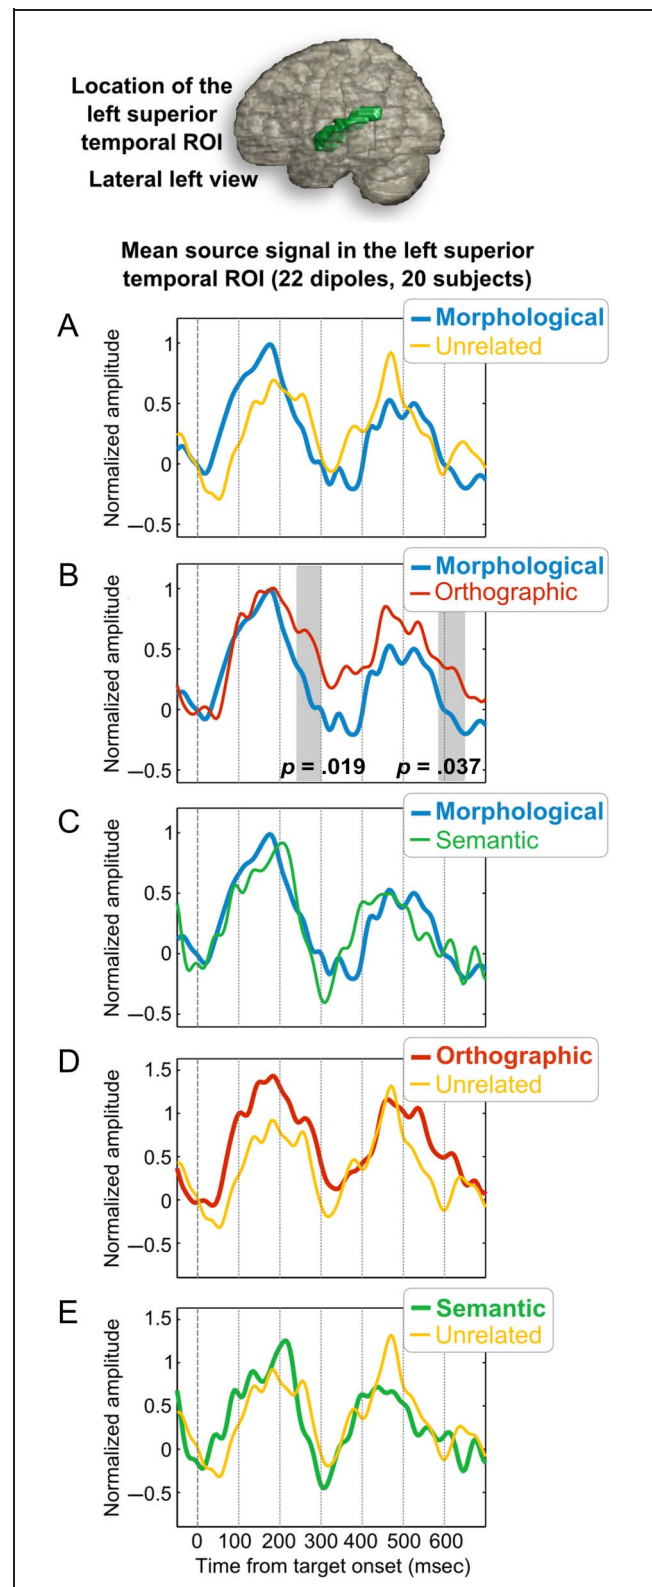 Location of the
left superior
temporal ROI
Lateral left view
Mean source signal in the left superior
temporal ROI (22 dipoles, 20 subjects)
A
Morphological
Unrelated
Normalized amplitude
1
0.5
0
—0.5
B
Morphological
Orthographic
Normalized amplitude
1
0.5
0
—0.5
p = .019
p = .037
C
Morphological
Semantic
Normalized amplitude
1
0.5
0
—0.5
D
Orthographic
Unrelated
Normalized amplitude
1.5
1
0.5
0
—0.5
E
Semantic
Unrelated
Normalized amplitude
1.5
1
0.5
0
—0.5
0 100 200 300 400 500 600
Time from target onset (msec)